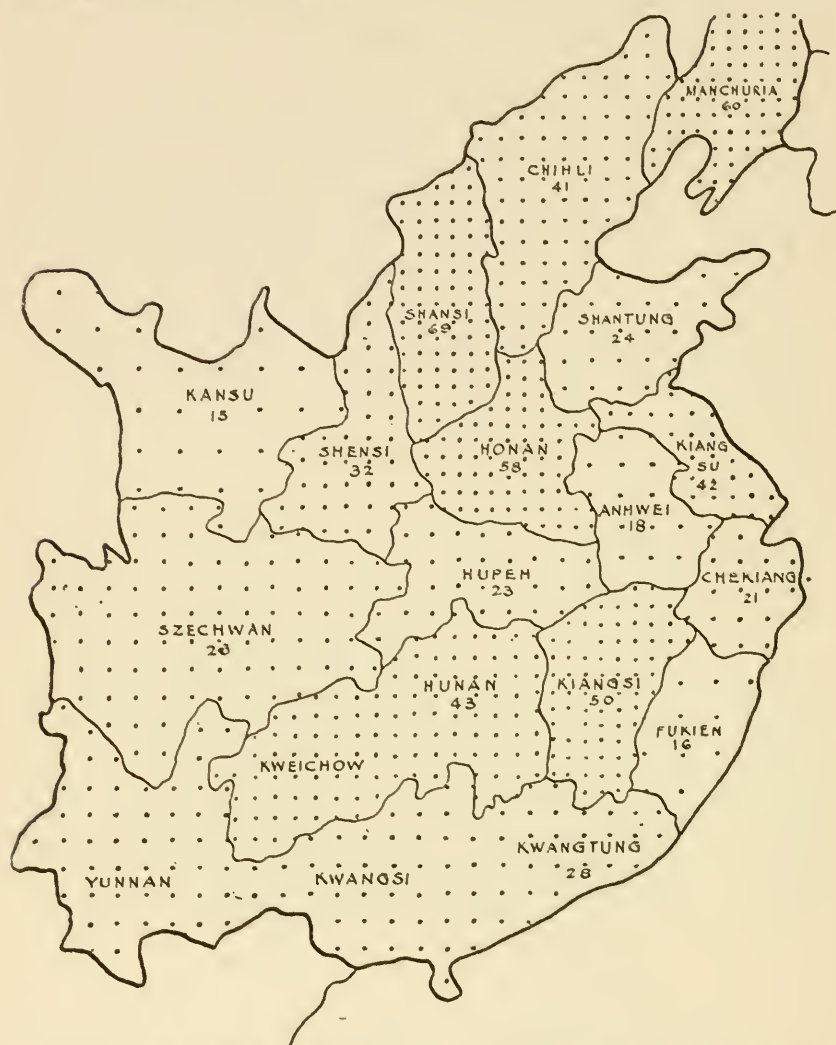 MANCHURIA
60
CHIHLI
41
SHANSI
69
SHANTUNG
24
KANSU
15
SHENSI
32
HONAN
58
KIANG
SU
42
ANHWEI
18
HUPEH
23
CHEKIANG
21
SZECHWAN
26
HUNAN
43
KIANGSI
50
FUKIEN
16
KWEICHOW
YUNNAN
KWANGSI
KWANGTUNG
28